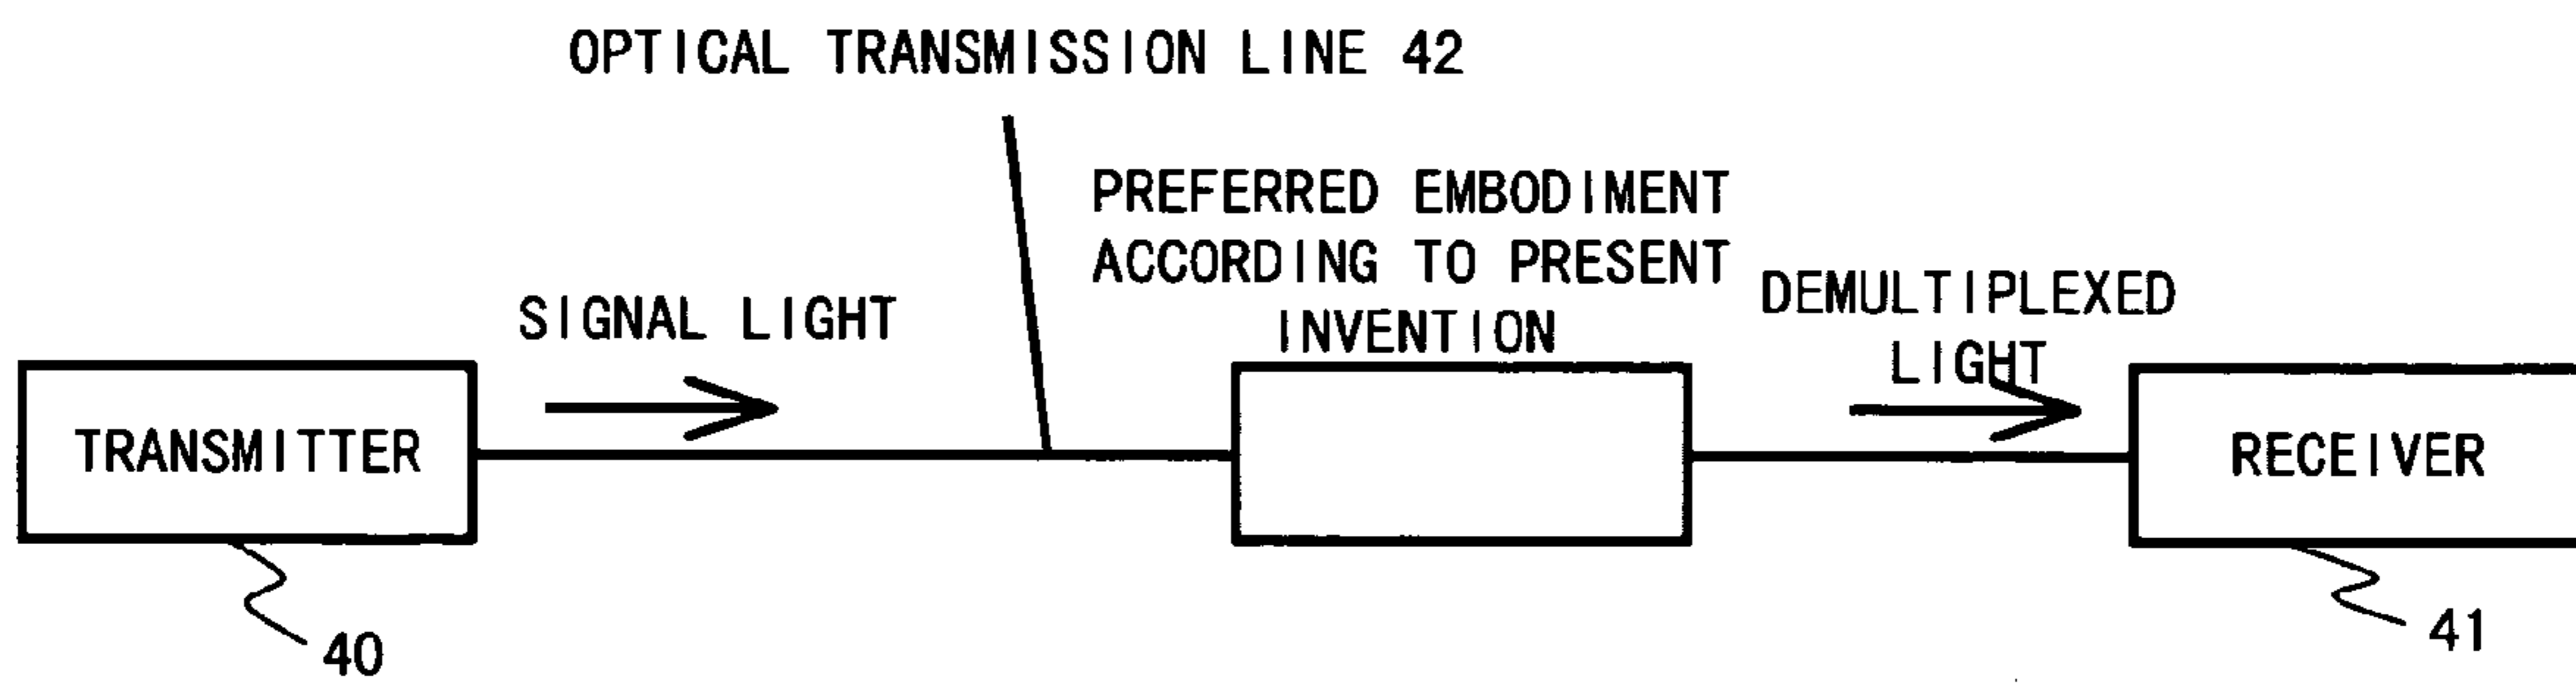 OPTICAL TRANSMISSION LINE 42
PREFERRED EMBODIMENT
ACCORDING TO PRESENT
INVENTION
SIGNAL LIGHT
DEMULTIPLEXED
LIGHT
TRANSMITTER
RECEIVER
40
41